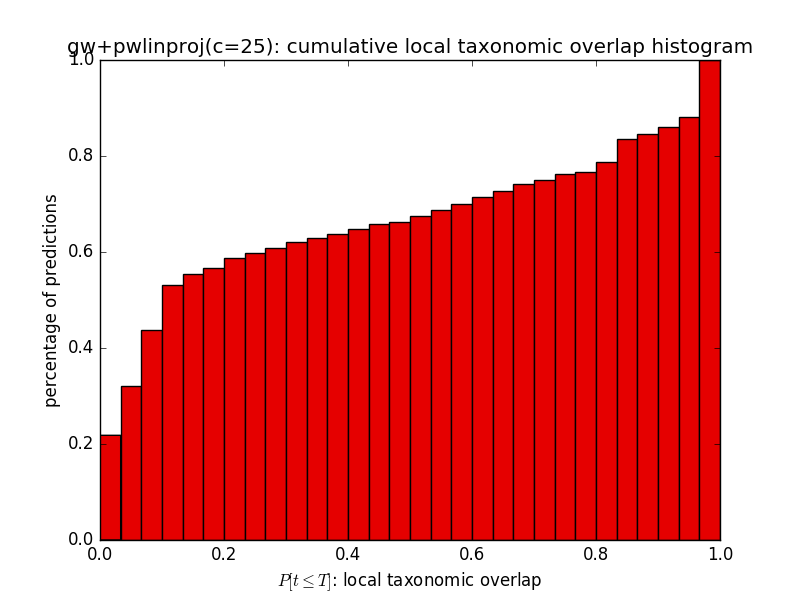 gw+pwlinproj(c=25): cumulative local taxonomic overlap histogram
1.0
0.8
0.6
0.4
0.2
0.0
percentage of predictions
0.0 0.2 0.4 0.6 0.8 1.0
P[t ≤ T]: local taxonomic overlap